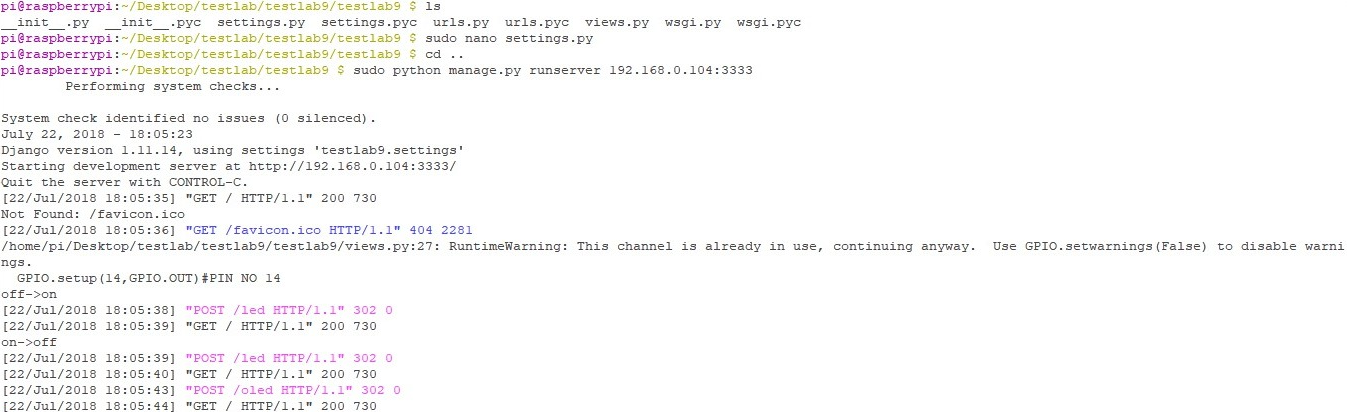 pi@raspberrypi:~/Desktop/testlab/testlab9/testlab9 $ ls
__init__.py  __init__.pyc  settings.py  settings.pyc  urls.py  urls.pyc  views.py  wsgi.py  wsgi.pyc
pi@raspberrypi:~/Desktop/testlab/testlab9/testlab9 $ sudo nano settings.py
pi@raspberrypi:~/Desktop/testlab/testlab9/testlab9 $ cd ..
pi@raspberrypi:~/Desktop/testlab/testlab9 $ sudo python manage.py runserver 192.168.0.104:3333
Performing system checks...
System check identified no issues (0 silenced).
July 22, 2018 - 18:05:23
Django version 1.11.14, using settings 'testlab9.settings'
Starting development server at http://192.168.0.104:3333/
Quit the server with CONTROL-C.
[22/Jul/2018 18:05:35] "GET / HTTP/1.1" 200 730
Not Found: /favicon.ico
[22/Jul/2018 18:05:36] "GET /favicon.ico HTTP/1.1" 404 2281
/home/pi/Desktop/testlab/testlab9/testlab9/views.py:27: RuntimeWarning: This channel is already in use, continuing anyway.  Use GPIO.setwarnings(False) to disable warni
ngs.
  GPIO.setup(14,GPIO.OUT)#PIN NO 14
off->on
[22/Jul/2018 18:05:38] "POST /led HTTP/1.1" 302 0
[22/Jul/2018 18:05:39] "GET / HTTP/1.1" 200 730
on->off
[22/Jul/2018 18:05:39] "POST /led HTTP/1.1" 302 0
[22/Jul/2018 18:05:40] "GET / HTTP/1.1" 200 730
[22/Jul/2018 18:05:43] "POST /oled HTTP/1.1" 302 0
[22/Jul/2018 18:05:44] "GET / HTTP/1.1" 200 730